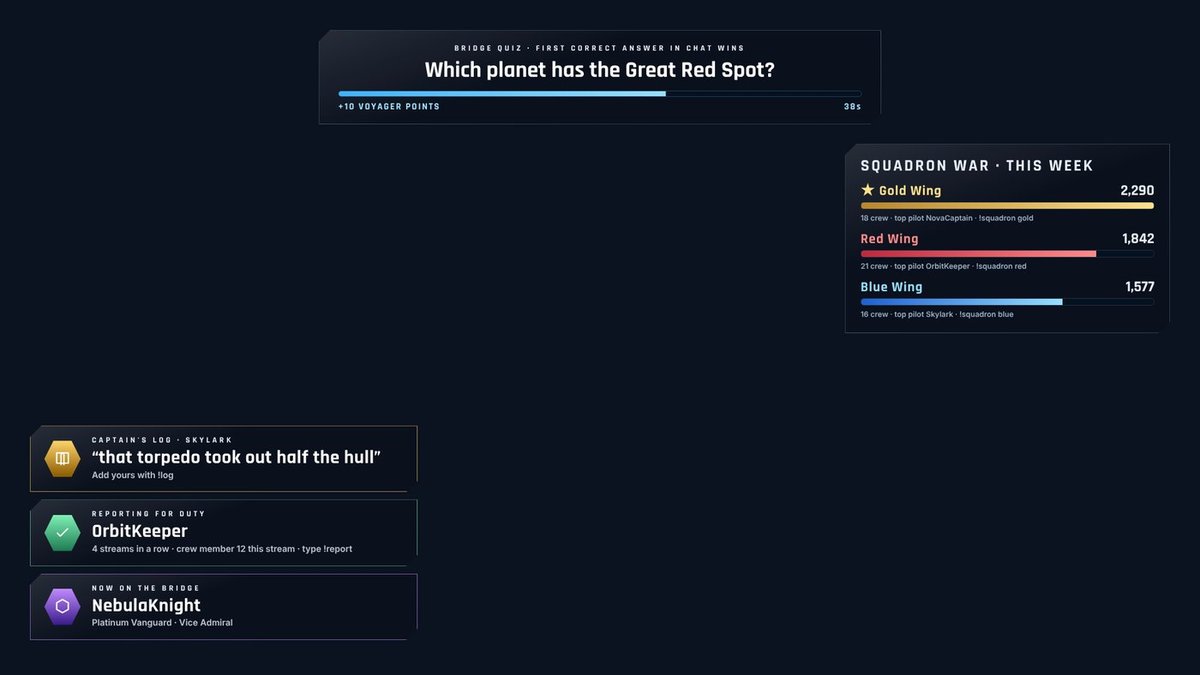 BRIDGE QUIZ · FIRST CORRECT ANSWER IN CHAT WINS
Which planet has the Great Red Spot?
+10 VOYAGER POINTS
38s
SQUADRON WAR · THIS WEEK
★ Gold Wing 2,290
18 crew · top pilot NovaCaptain · !squadron gold
Red Wing 1,842
21 crew · top pilot OrbitKeeper · !squadron red
Blue Wing 1,577
16 crew · top pilot Skylark · !squadron blue
CAPTAIN'S LOG · SKYLARK
“that torpedo took out half the hull”
Add yours with !log
REPORTING FOR DUTY
OrbitKeeper
4 streams in a row · crew member 12 this stream · type !report
NOW ON THE BRIDGE
NebulaKnight
Platinum Vanguard · Vice Admiral